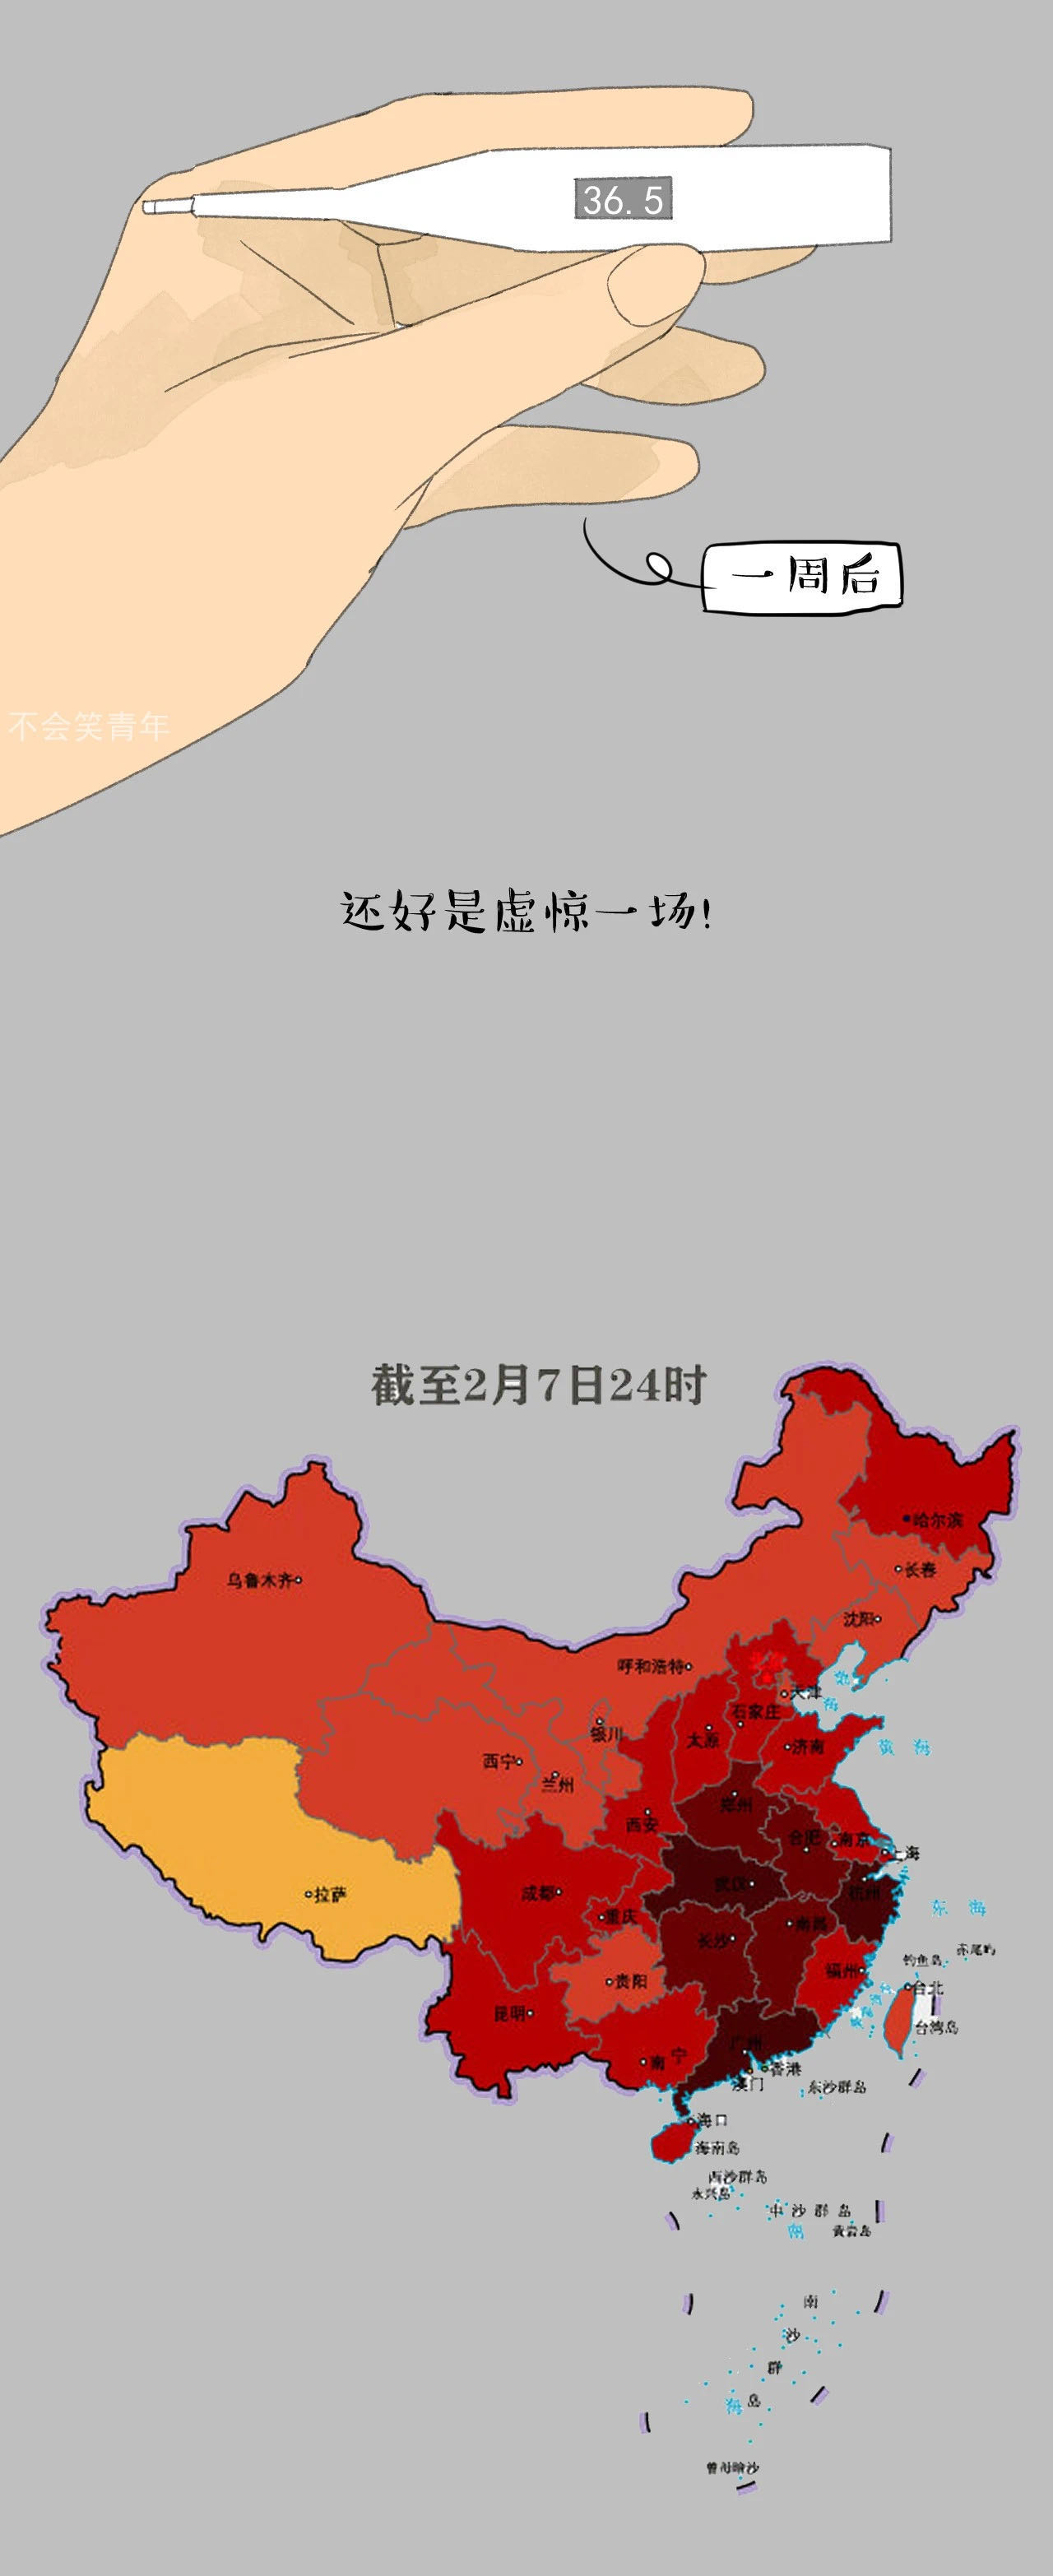 36.5
一周后
不会笑青年
还好是虚惊一场!
截至2月7日24时
哈尔滨
乌鲁木齐
长春
沈阳
呼和浩特
天津
渤
海
石家庄
银川
太原
济南
黄 海
西宁
兰州
郑州
西安
合肥
南京
上海
成都
武汉
杭州
拉萨
重庆
南昌
东 海
长沙
钓鱼岛
赤尾屿
福州
贵阳
台北
昆明
台湾岛
广州
南宁
香港
澳门
东沙群岛
海口
海南岛
西沙群岛
永兴岛
中沙群岛
南
黄岩岛
南
沙
群
岛
海
曾母暗沙